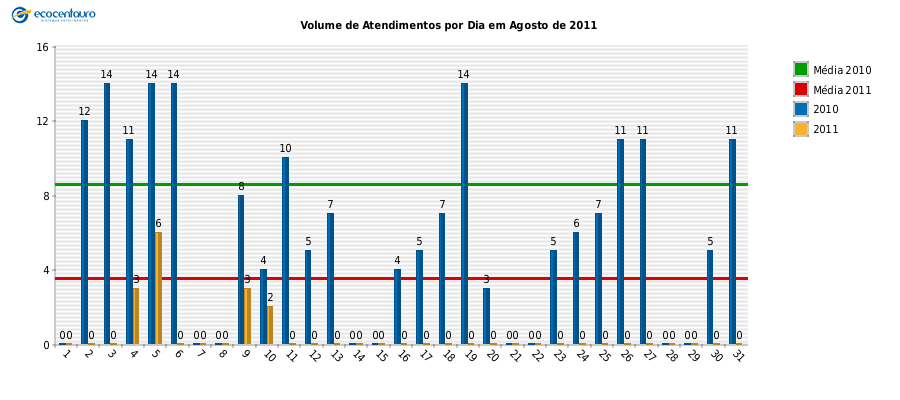 ecocentauro
Volume de Atendimentos por Dia em Agosto de 2011
16
12
8
4
0
Média 2010
Média 2011
2010
2011
0 0 12 0 14 0 11 3 14 6 14 0 0 0 0 0 8 3 4 2 10 0 5 0 7 0 0 0 0 0 4 0 5 0 7 0 14 0 3 0 0 0 0 0 5 0 6 0 7 0 11 0 11 0 0 0 0 0 5 0 11 0
1 2 3 4 5 6 7 8 9 10 11 12 13 14 15 16 17 18 19 20 21 22 23 24 25 26 27 28 29 30 31